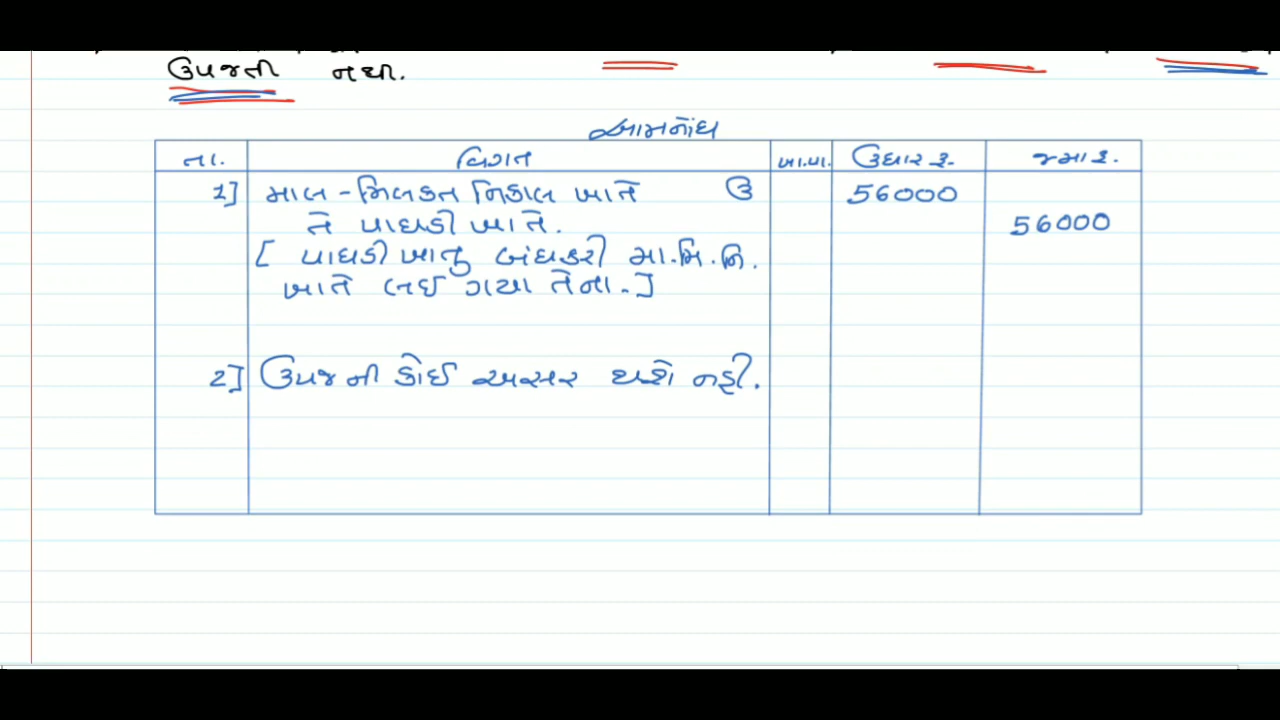 ઉપજતી નથી.
આમનોંધ
તા. વિગત ખા.પા. ઉધાર રૂ. જમા રૂ.
1] માલ-મિલકત નિકાલ ખાતે ઉ 56000
તે પાઘડી ખાતે. 56000
[ પાઘડી ખાતુ બંધકરી મા.મિ.નિ.
ખાતે લઈ ગયા તેના.]
2] ઉપજની કોઈ અસર થશે નહી.